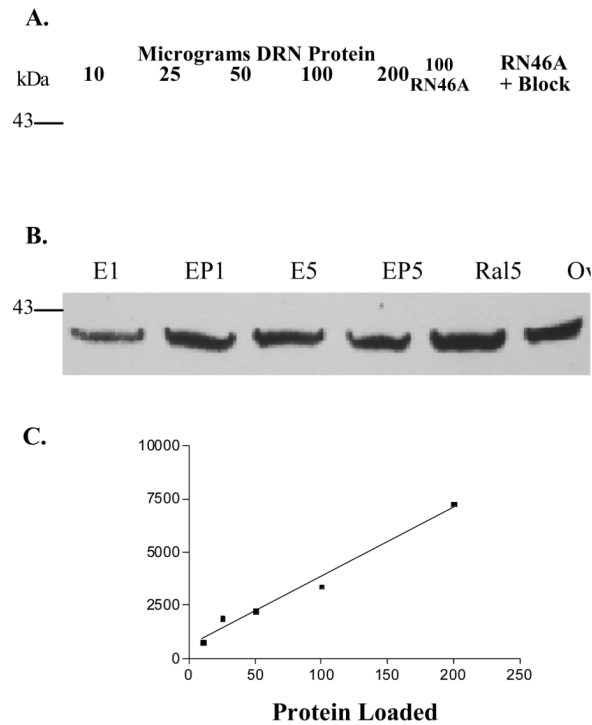 A.
Micrograms DRN Protein
kDa 10 25 50 100 200 100 RN46A RN46A + Block
43
B.
E1 EP1 E5 EP5 Ral5
43
C.
10000
7500
5000
2500
0
0 50 100 150 200 250
Protein Loaded